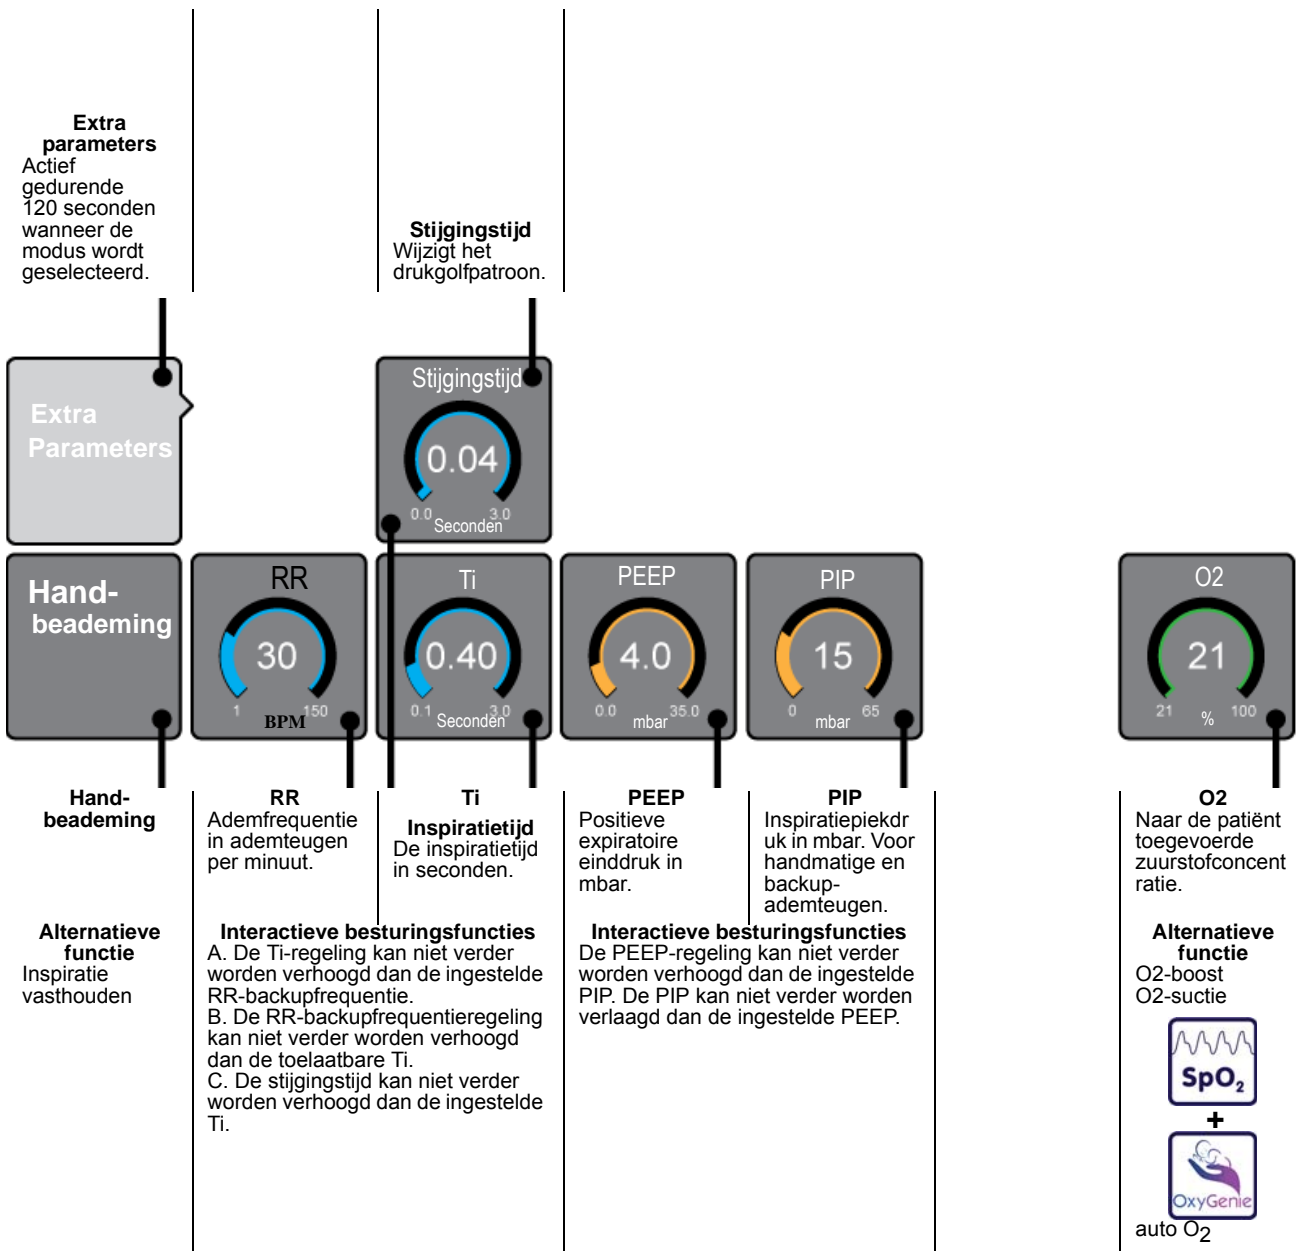 Extra
parameters
Actief
gedurende
120 seconden
wanneer de
modus wordt
geselecteerd.
Stijgingstijd
Wijzigt het
drukgolfpatroon.
Extra
Parameters
Stijgingstijd
0.04
0.0 3.0
Seconden
Hand-
beademing
RR
30
1 150
BPM
Ti
0.40
0.1 3.0
Seconden
PEEP
4.0
0.0 35.0
mbar
PIP
15
0 65
mbar
O2
21
21 100
%
Hand-
beademing
RR
Ademfrequentie
in ademteugen
per minuut.
Ti
Inspiratietijd
De inspiratietijd
in seconden.
PEEP
Positieve
expiratoire
einddruk in
mbar.
PIP
Inspiratiepiekdr
uk in mbar. Voor
handmatige en
backup-
ademteugen.
O2
Naar de patiënt
toegevoerde
zuurstofconcent
ratie.
Alternatieve
functie
Inspiratie
vasthouden
Interactieve besturingsfuncties
A. De Ti-regeling kan niet verder
worden verhoogd dan de ingestelde
RR-backupfrequentie.
B. De RR-backupfrequentieregeling
kan niet verder worden verhoogd
dan de toelaatbare Ti.
C. De stijgingstijd kan niet verder
worden verhoogd dan de ingestelde
Ti.
Interactieve besturingsfuncties
De PEEP-regeling kan niet verder
worden verhoogd dan de ingestelde
PIP. De PIP kan niet verder worden
verlaagd dan de ingestelde PEEP.
Alternatieve
functie
O2-boost
O2-suctie
SpO₂
+
OxyGenie
auto O₂